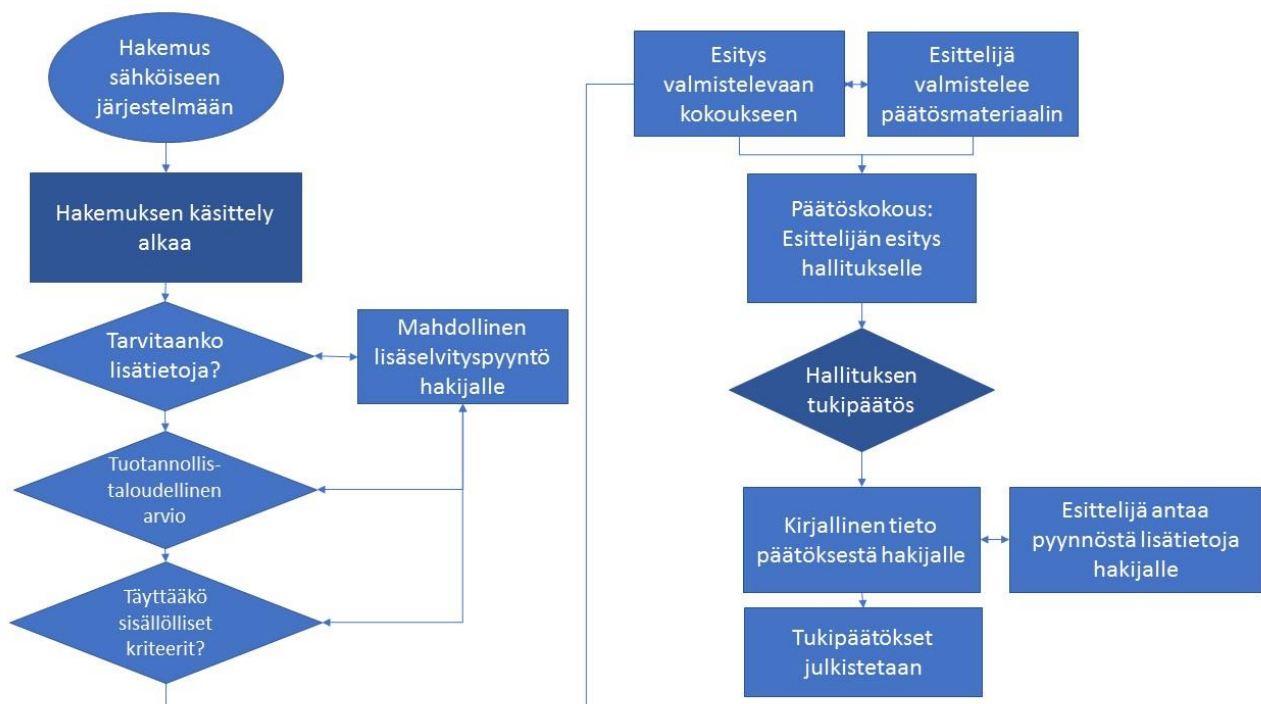 Hakemus
sähköiseen
järjestelmään
Hakemuksen käsittely
alkaa
Tarvitaanko
lisätietoja?
Mahdollinen
lisäselvityspyyntö
hakijalle
Tuotannollis-
taloudellinen
arvio
Täyttääkö
sisällölliset
kriteerit?
Esitys
valmistelevaan
kokoukseen
Esittelijä
valmistelee
päätösmateriaalin
Päätöskokous:
Esittelijän esitys
hallitukselle
Hallituksen
tukipäätös
Kirjallinen tieto
päätöksestä hakijalle
Esittelijä antaa
pyynnöstä lisätietoja
hakijalle
Tukipäätökset
julkistetaan